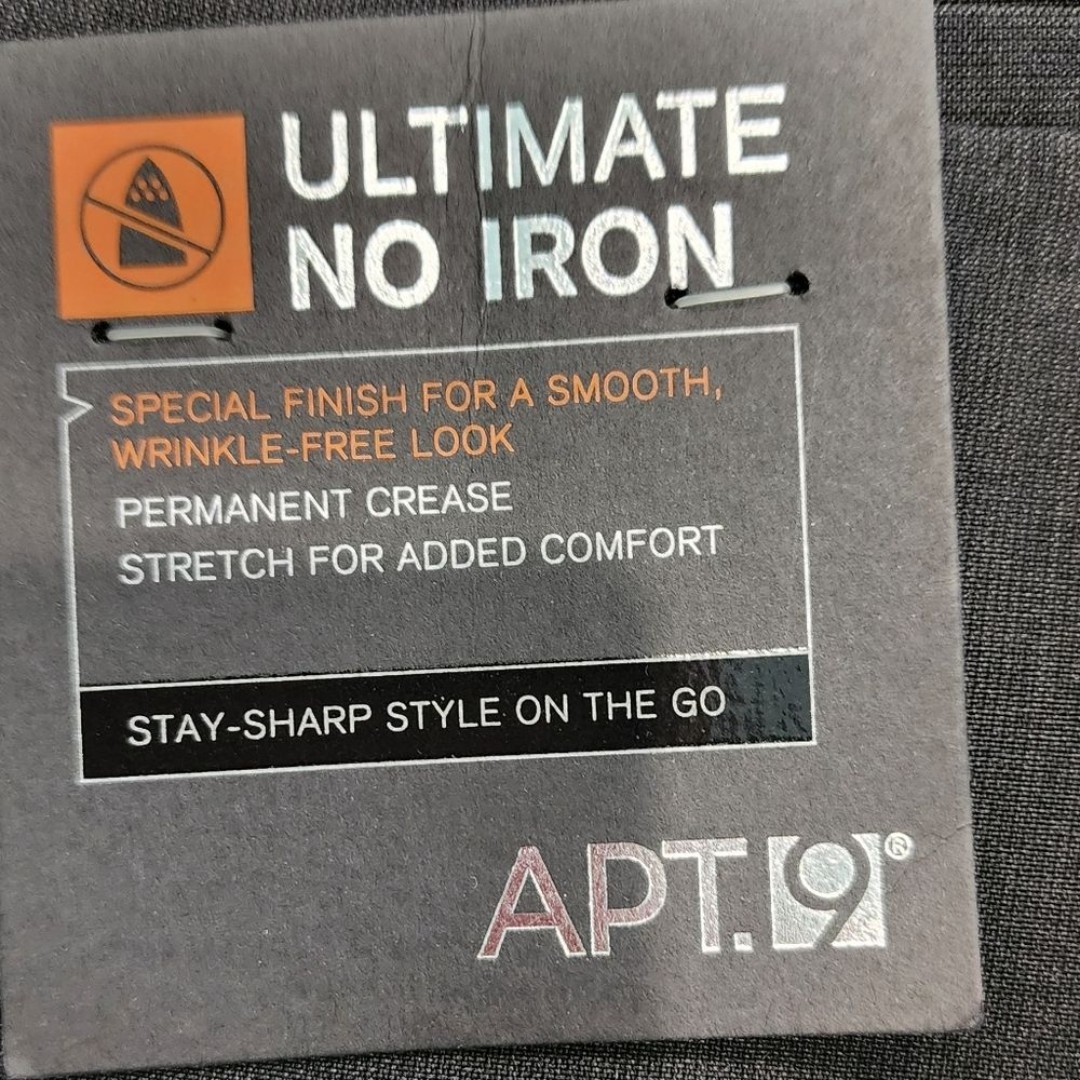 ULTIMATE
NO IRON
SPECIAL FINISH FOR A SMOOTH,
WRINKLE-FREE LOOK
PERMANENT CREASE
STRETCH FOR ADDED COMFORT
STAY-SHARP STYLE ON THE GO
APT.9®